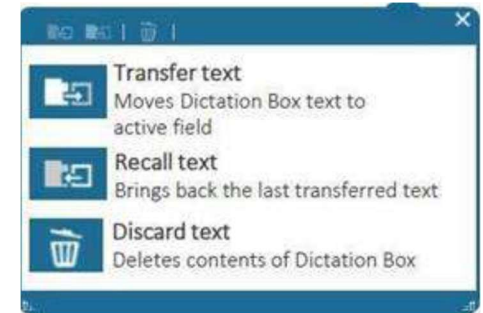 Transfer text
Moves Dictation Box text to
active field
Recall text
Brings back the last transferred text
Discard text
Deletes contents of Dictation Box